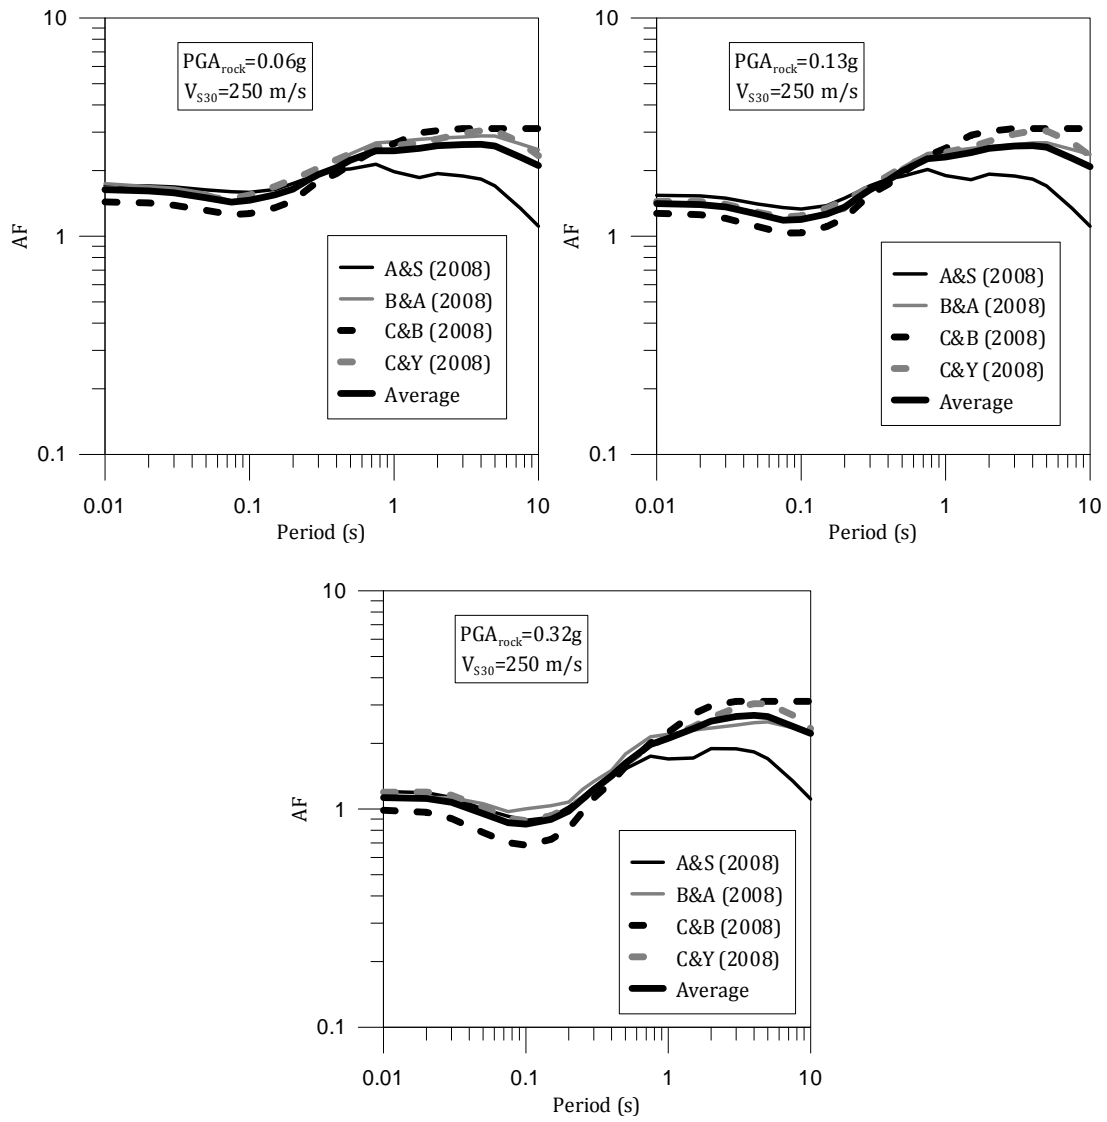 10
1
0.1
AF
PGArock=0.06g
VS30=250 m/s
A&S (2008)
B&A (2008)
C&B (2008)
C&Y (2008)
Average
0.01 0.1 1 10
Period (s)
10
1
0.1
AF
PGArock=0.13g
VS30=250 m/s
A&S (2008)
B&A (2008)
C&B (2008)
C&Y (2008)
Average
0.01 0.1 1 10
Period (s)
10
1
0.1
AF
PGArock=0.32g
VS30=250 m/s
A&S (2008)
B&A (2008)
C&B (2008)
C&Y (2008)
Average
0.01 0.1 1 10
Period (s)